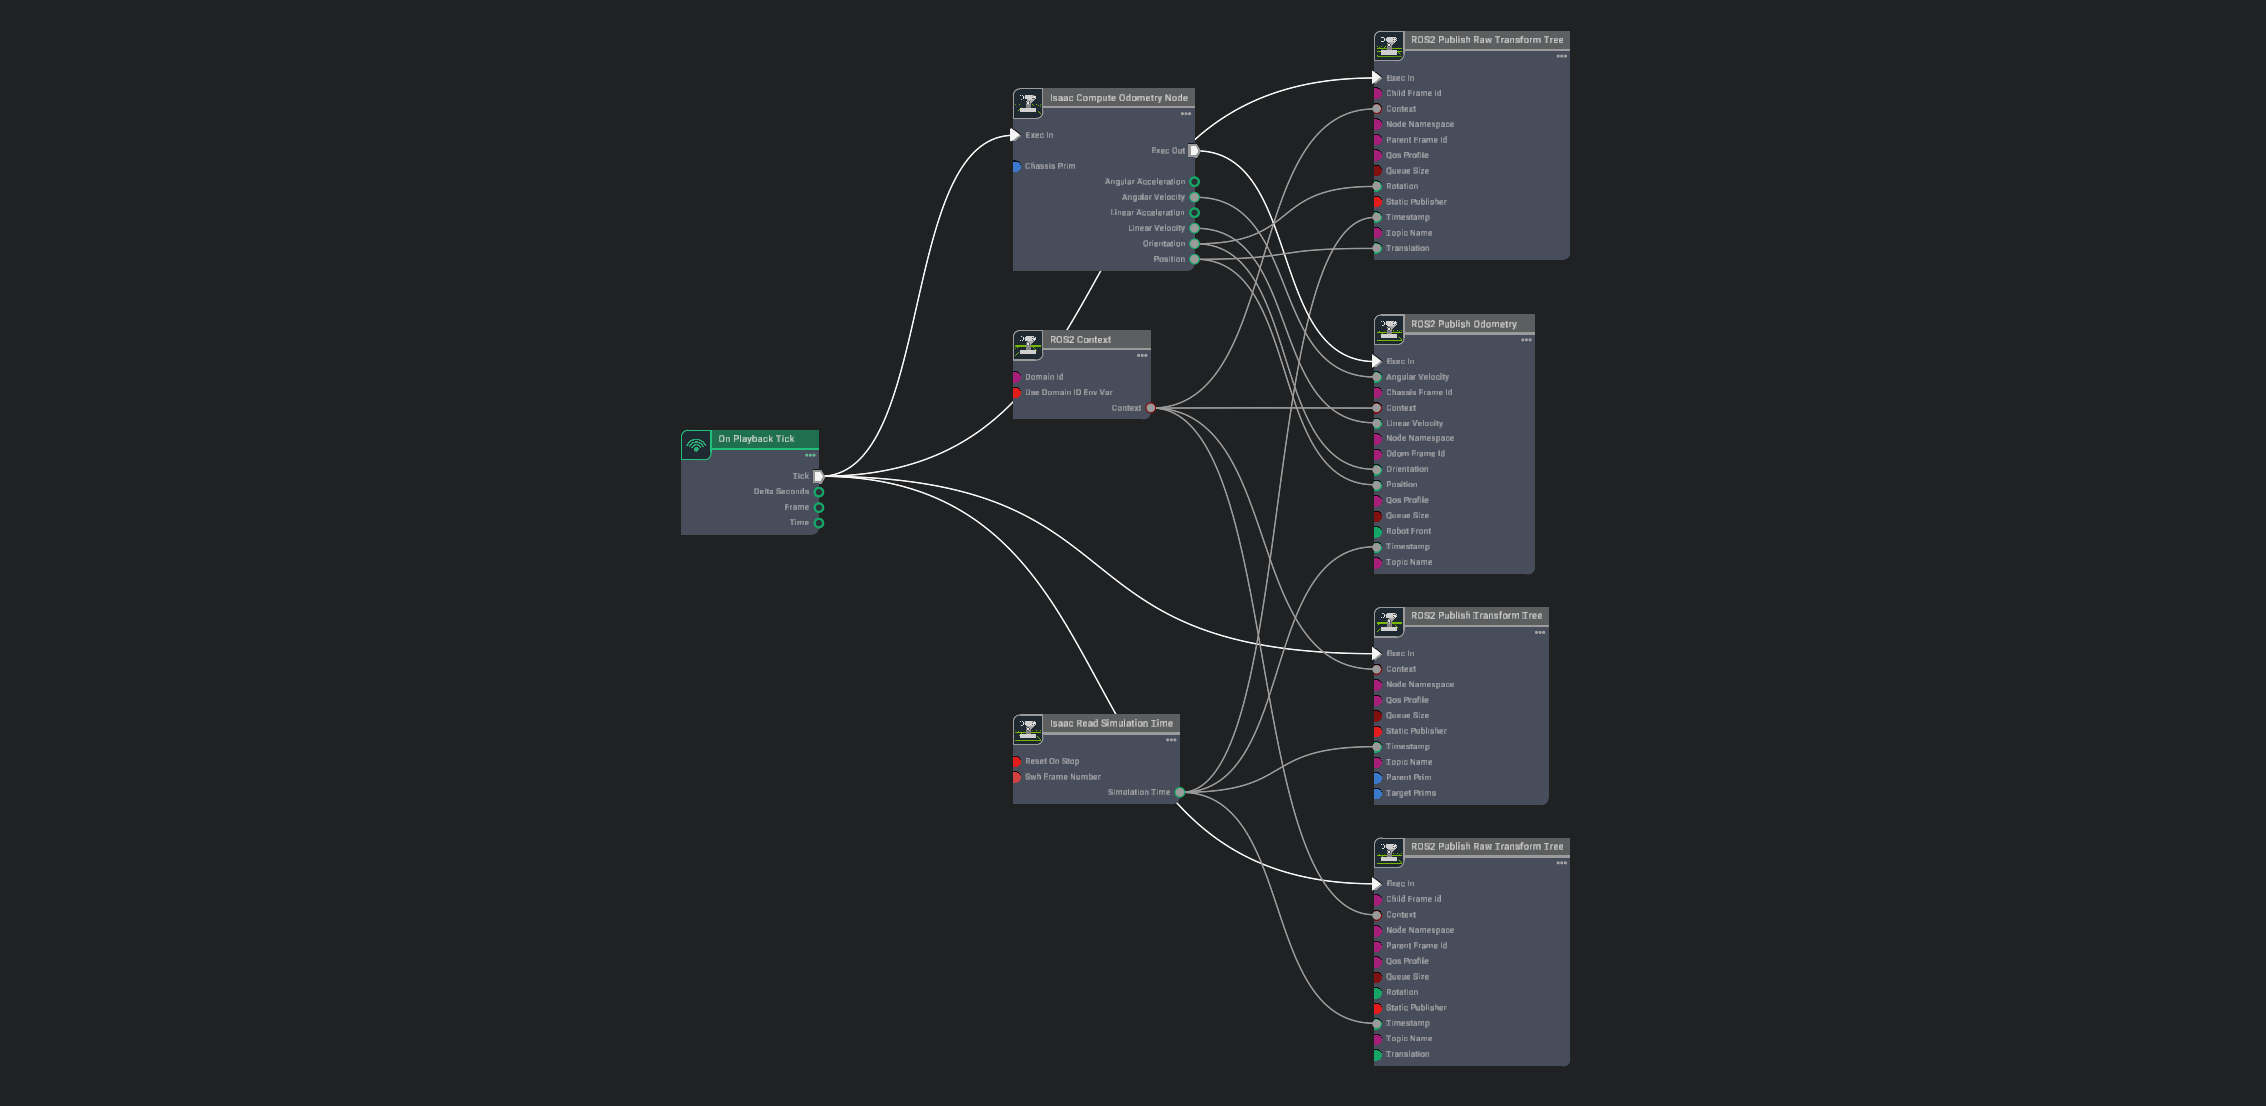 On Playback Tick
Tick
Delta Seconds
Frame
Time
Isaac Compute Odometry Node
Exec In
Exec Out
Chassis Prim
Angular Acceleration
Angular Velocity
Linear Acceleration
Linear Velocity
Orientation
Position
ROS2 Context
Domain Id
Use Domain ID Env Var
Context
Isaac Read Simulation Time
Reset On Stop
Swh Frame Number
Simulation Time
ROS2 Publish Raw Transform Tree
Exec In
Child Frame Id
Context
Node Namespace
Parent Frame Id
Qos Profile
Queue Size
Rotation
Static Publisher
Timestamp
Topic Name
Translation
ROS2 Publish Odometry
Exec In
Angular Velocity
Chassis Frame Id
Context
Linear Velocity
Node Namespace
Odom Frame Id
Orientation
Position
Qos Profile
Queue Size
Robot Front
Timestamp
Topic Name
ROS2 Publish Transform Tree
Exec In
Context
Node Namespace
Qos Profile
Queue Size
Static Publisher
Timestamp
Topic Name
Parent Prim
Target Prims
ROS2 Publish Raw Transform Tree
Exec In
Child Frame Id
Context
Node Namespace
Parent Frame Id
Qos Profile
Queue Size
Rotation
Static Publisher
Timestamp
Topic Name
Translation